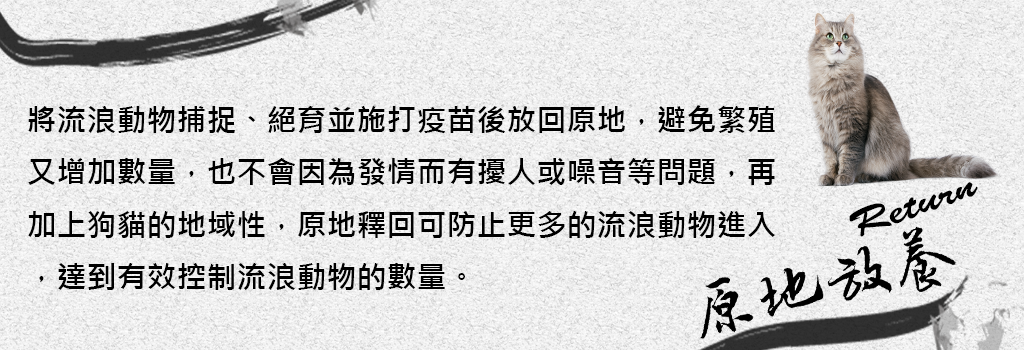 將流浪動物捕捉、絕育並施打疫苗後放回原地，避免繁殖
又增加數量，也不會因為發情而有擾人或噪音等問題，再
加上狗貓的地域性，原地釋回可防止更多的流浪動物進入
，達到有效控制流浪動物的數量。
Return
原地放養